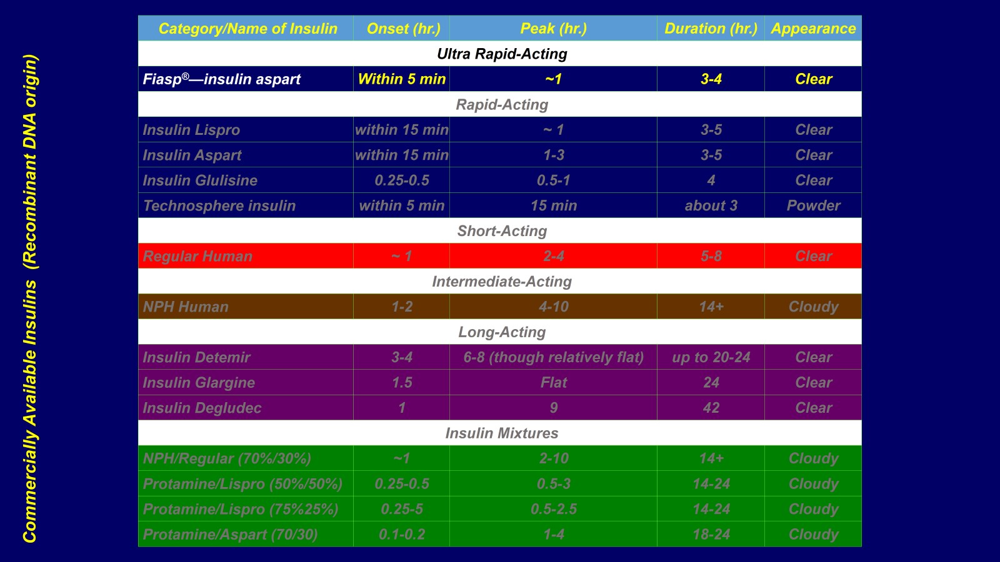 Commercially Available Insulins (Recombinant DNA origin)
Category/Name of Insulin Onset (hr.) Peak (hr.) Duration (hr.) Appearance
Ultra Rapid-Acting
Fiasp®—insulin aspart Within 5 min ~1 3-4 Clear
Rapid-Acting
Insulin Lispro within 15 min ~ 1 3-5 Clear
Insulin Aspart within 15 min 1-3 3-5 Clear
Insulin Glulisine 0.25-0.5 0.5-1 4 Clear
Technosphere insulin within 5 min 15 min about 3 Powder
Short-Acting
Regular Human ~ 1 2-4 5-8 Clear
Intermediate-Acting
NPH Human 1-2 4-10 14+ Cloudy
Long-Acting
Insulin Detemir 3-4 6-8 (though relatively flat) up to 20-24 Clear
Insulin Glargine 1.5 Flat 24 Clear
Insulin Degludec 1 9 42 Clear
Insulin Mixtures
NPH/Regular (70%/30%) ~1 2-10 14+ Cloudy
Protamine/Lispro (50%/50%) 0.25-0.5 0.5-3 14-24 Cloudy
Protamine/Lispro (75%25%) 0.25-5 0.5-2.5 14-24 Cloudy
Protamine/Aspart (70/30) 0.1-0.2 1-4 18-24 Cloudy